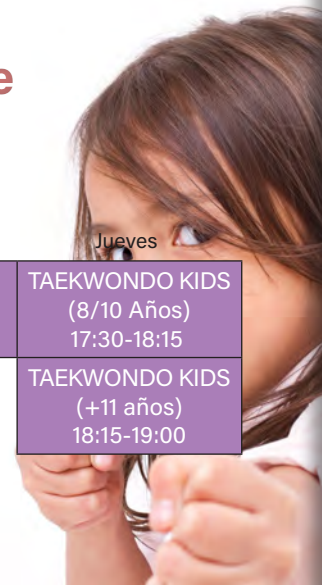 e
Jueves
TAEKWONDO KIDS
(8/10 Años)
17:30-18:15
TAEKWONDO KIDS
(+11 años)
18:15-19:00